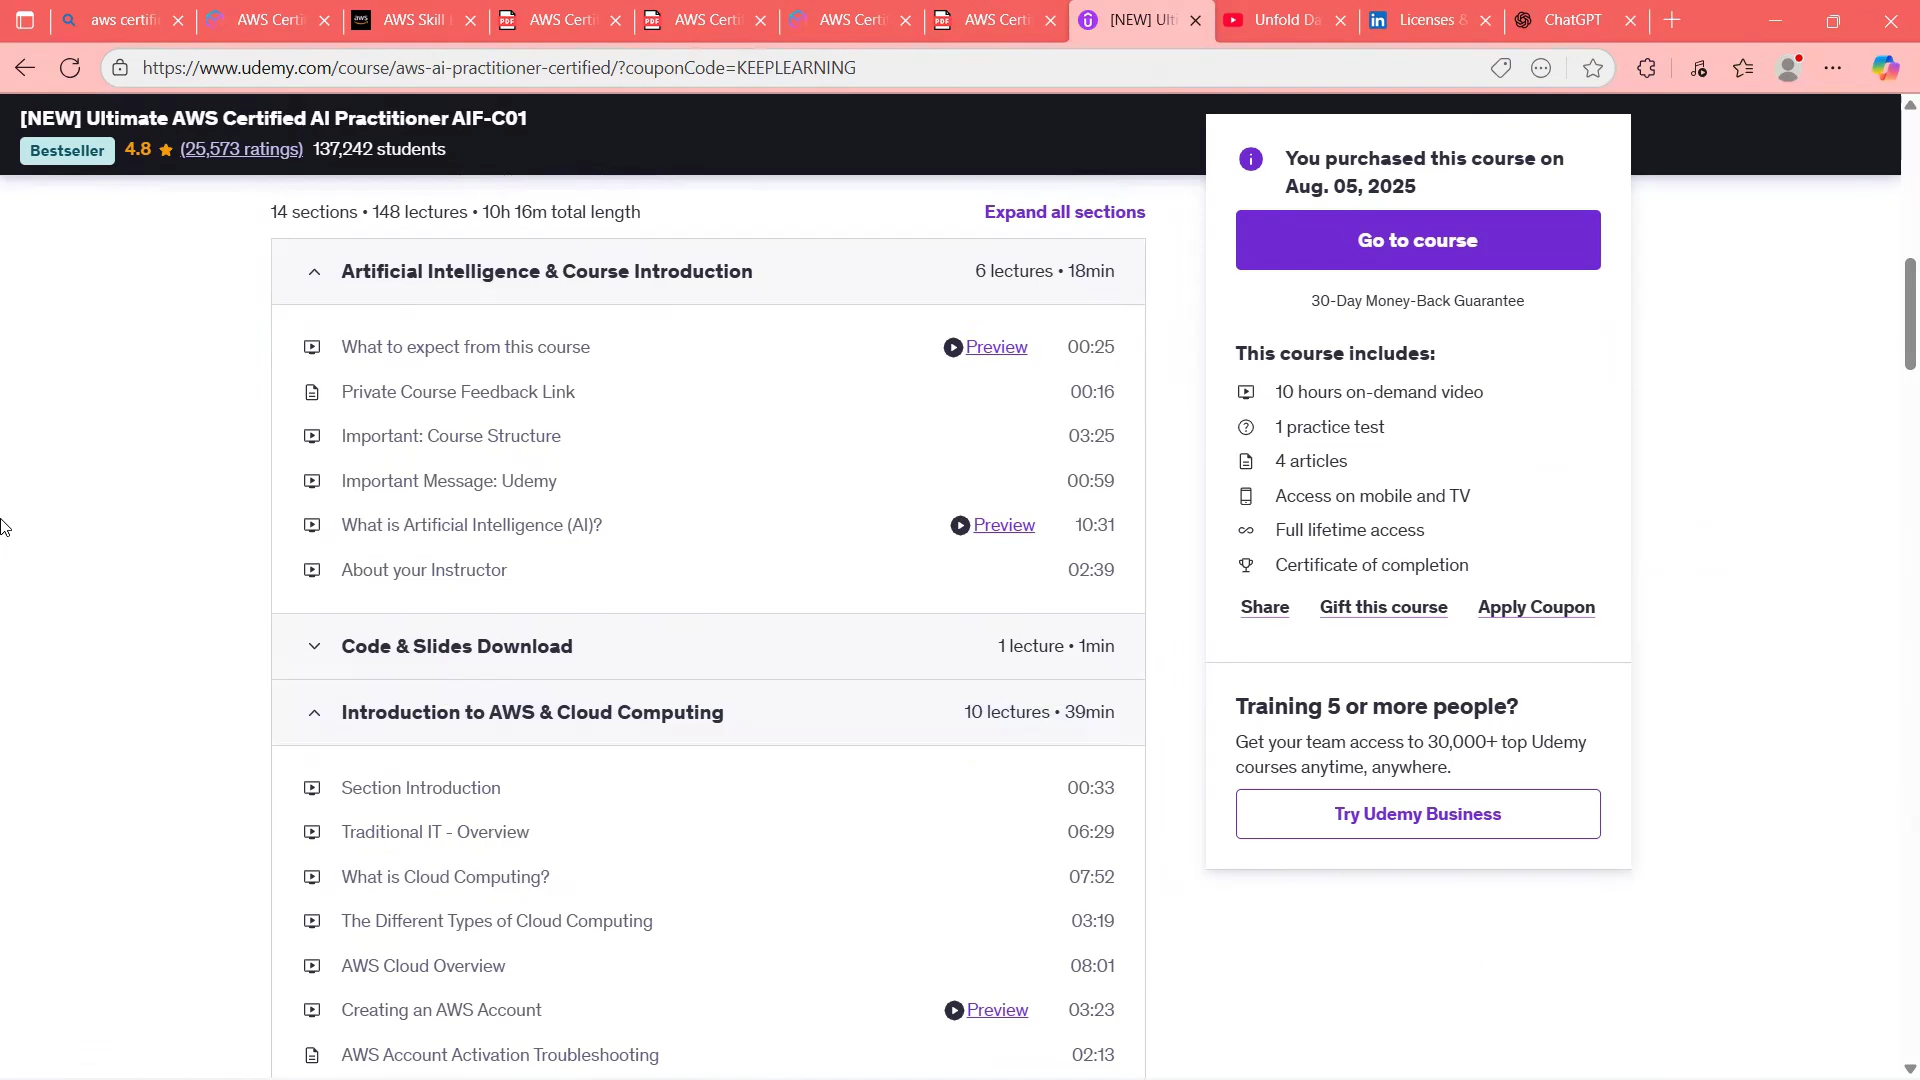 aws certifi
AWS Certi
AWS Skill
AWS Certi
AWS Certi
AWS Certi
AWS Certi
[NEW] Ulti
Unfold Da
Licenses &
ChatGPT
https://www.udemy.com/course/aws-ai-practitioner-certified/?couponCode=KEEPLEARNING
[NEW] Ultimate AWS Certified AI Practitioner AIF-C01
Bestseller 4.8 (25,573 ratings) 137,242 students
14 sections • 148 lectures • 10h 16m total length
Expand all sections
Artificial Intelligence & Course Introduction 6 lectures • 18min
What to expect from this course Preview 00:25
Private Course Feedback Link 00:16
Important: Course Structure 03:25
Important Message: Udemy 00:59
What is Artificial Intelligence (AI)? Preview 10:31
About your Instructor 02:39
Code & Slides Download 1 lecture • 1min
Introduction to AWS & Cloud Computing 10 lectures • 39min
Section Introduction 00:33
Traditional IT - Overview 06:29
What is Cloud Computing? 07:52
The Different Types of Cloud Computing 03:19
AWS Cloud Overview 08:01
Creating an AWS Account Preview 03:23
AWS Account Activation Troubleshooting 02:13
You purchased this course on
Aug. 05, 2025
Go to course
30-Day Money-Back Guarantee
This course includes:
10 hours on-demand video
1 practice test
4 articles
Access on mobile and TV
Full lifetime access
Certificate of completion
Share Gift this course Apply Coupon
Training 5 or more people?
Get your team access to 30,000+ top Udemy
courses anytime, anywhere.
Try Udemy Business